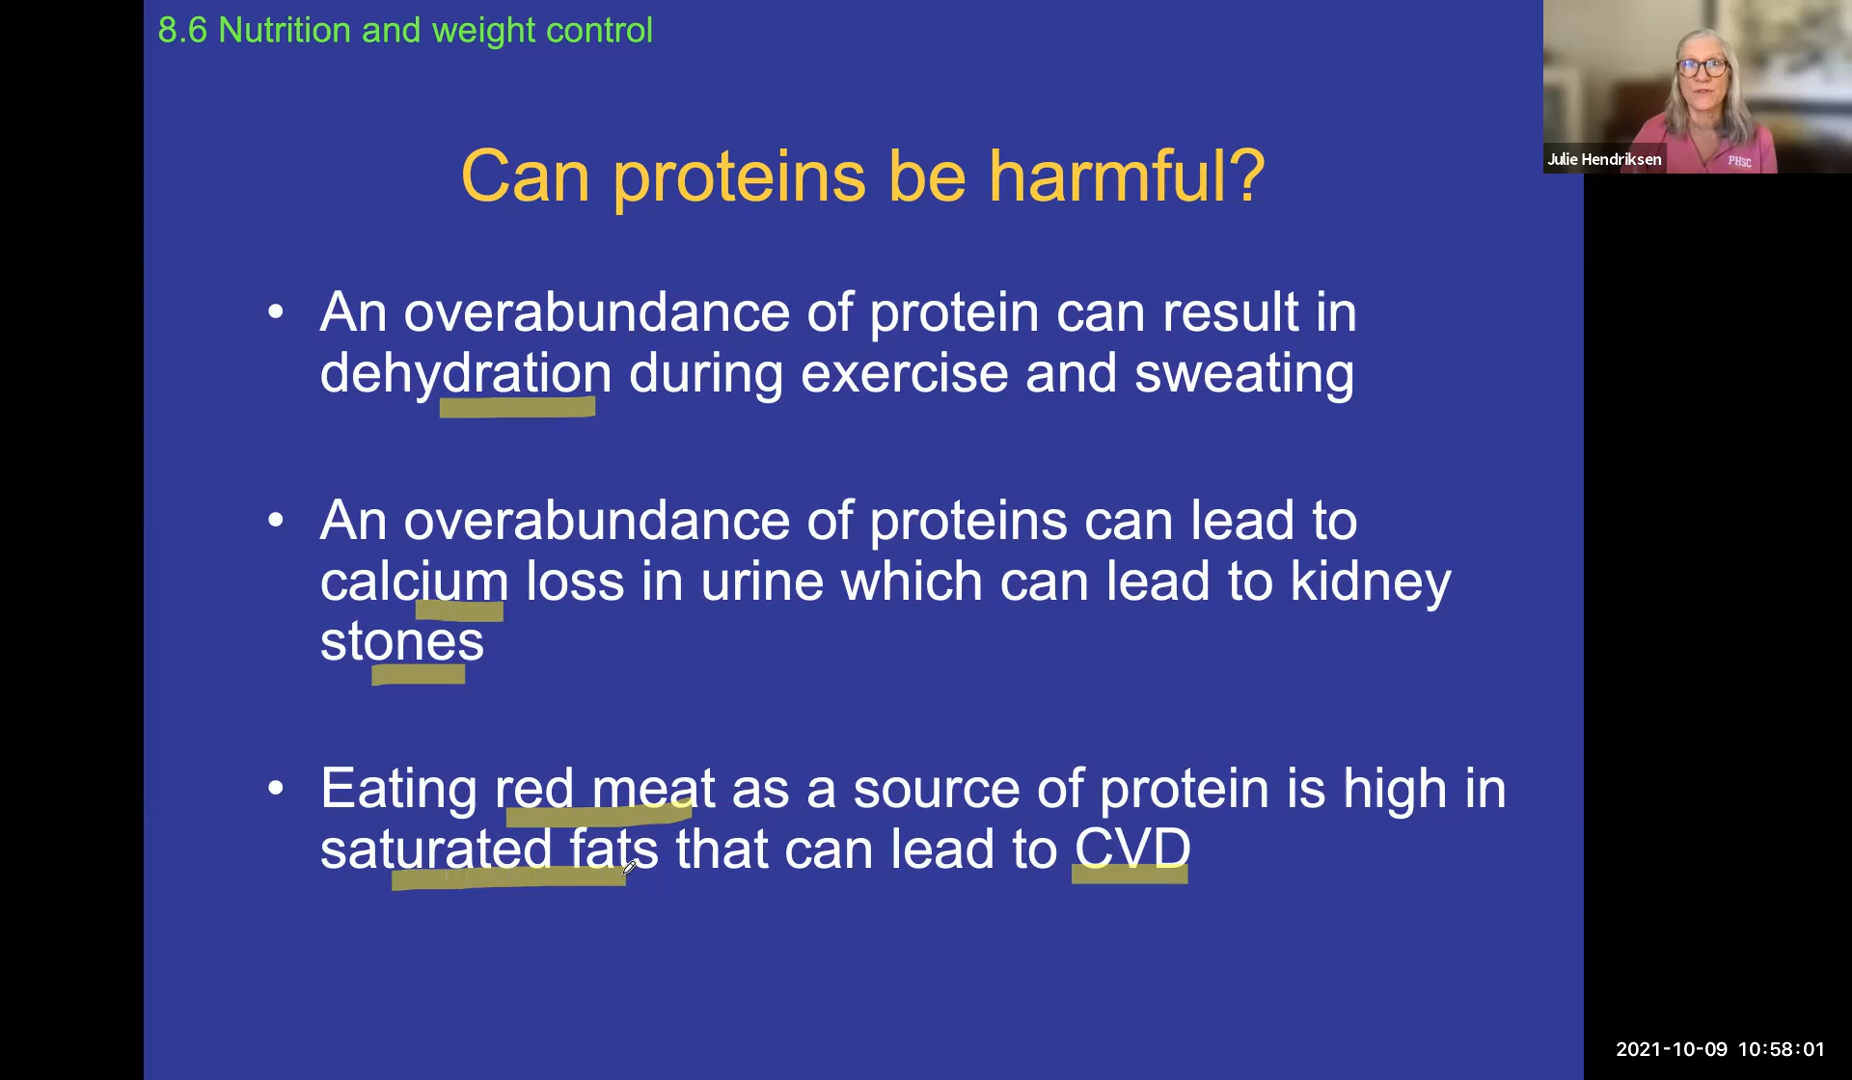 8.6 Nutrition and weight control
Can proteins be harmful?
• An overabundance of protein can result in
dehydration during exercise and sweating
• An overabundance of proteins can lead to
calcium loss in urine which can lead to kidney
stones
• Eating red meat as a source of protein is high in
saturated fats that can lead to CVD
PHSC
Julie Hendriksen
2021-10-09 10:58:01